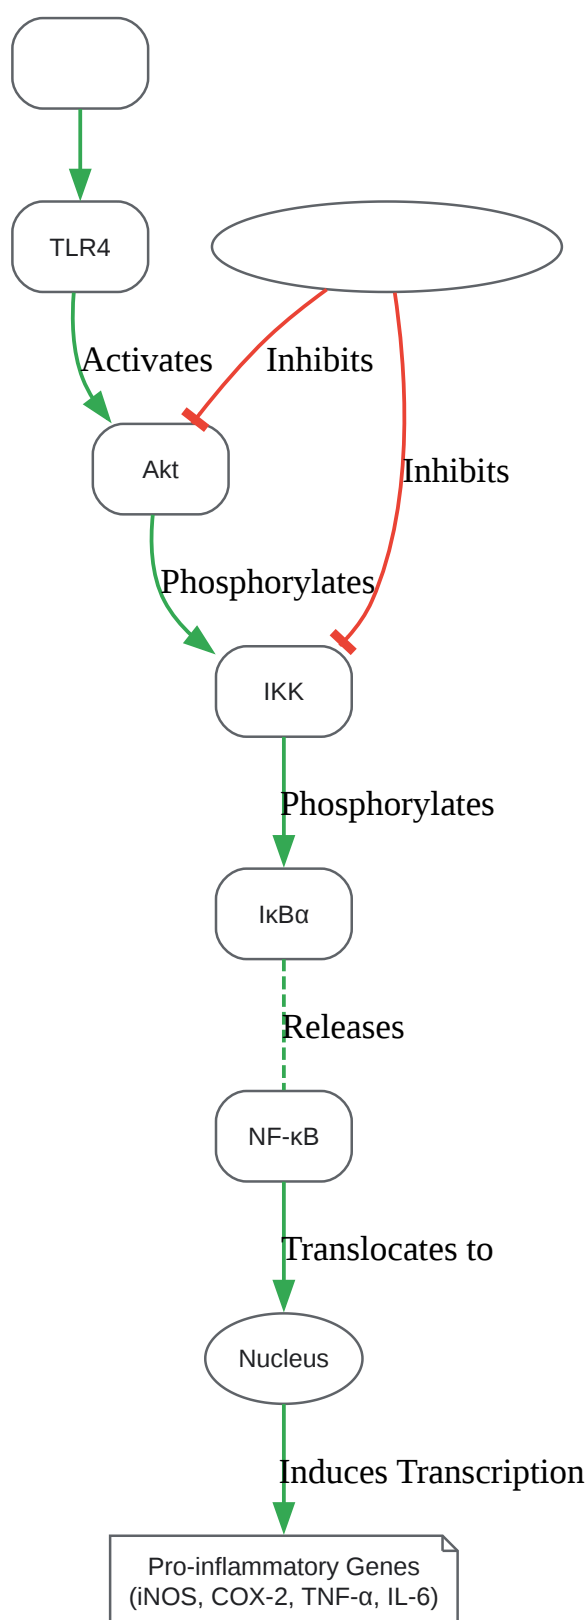 TLR4
Activates
Inhibits
Akt
Inhibits
Phosphorylates
IKK
Phosphorylates
IκBα
Releases
NF-κB
Translocates to
Nucleus
Induces Transcription
Pro-inflammatory Genes
(iNOS, COX-2, TNF-α, IL-6)